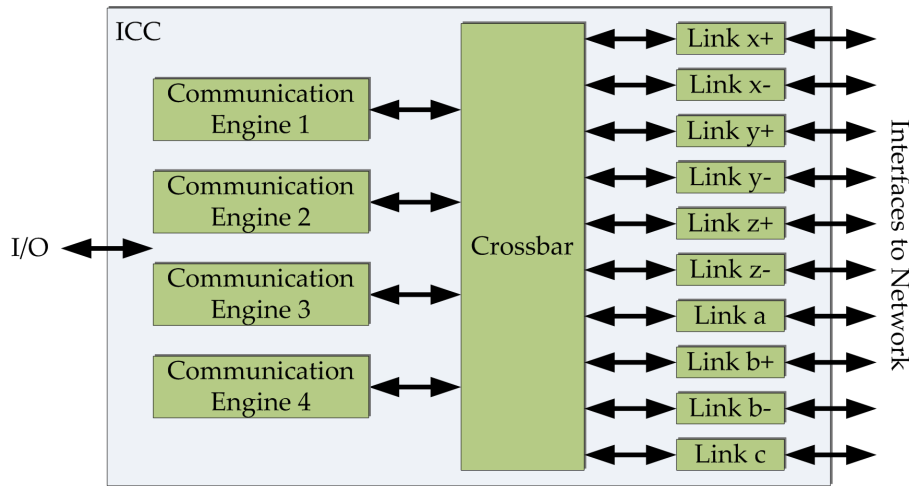 ICC
I/O
Communication
Engine 1
Communication
Engine 2
Communication
Engine 3
Communication
Engine 4
Crossbar
Link x+
Link x-
Link y+
Link y-
Link z+
Link z-
Link a
Link b+
Link b-
Link c
Interfaces to Network